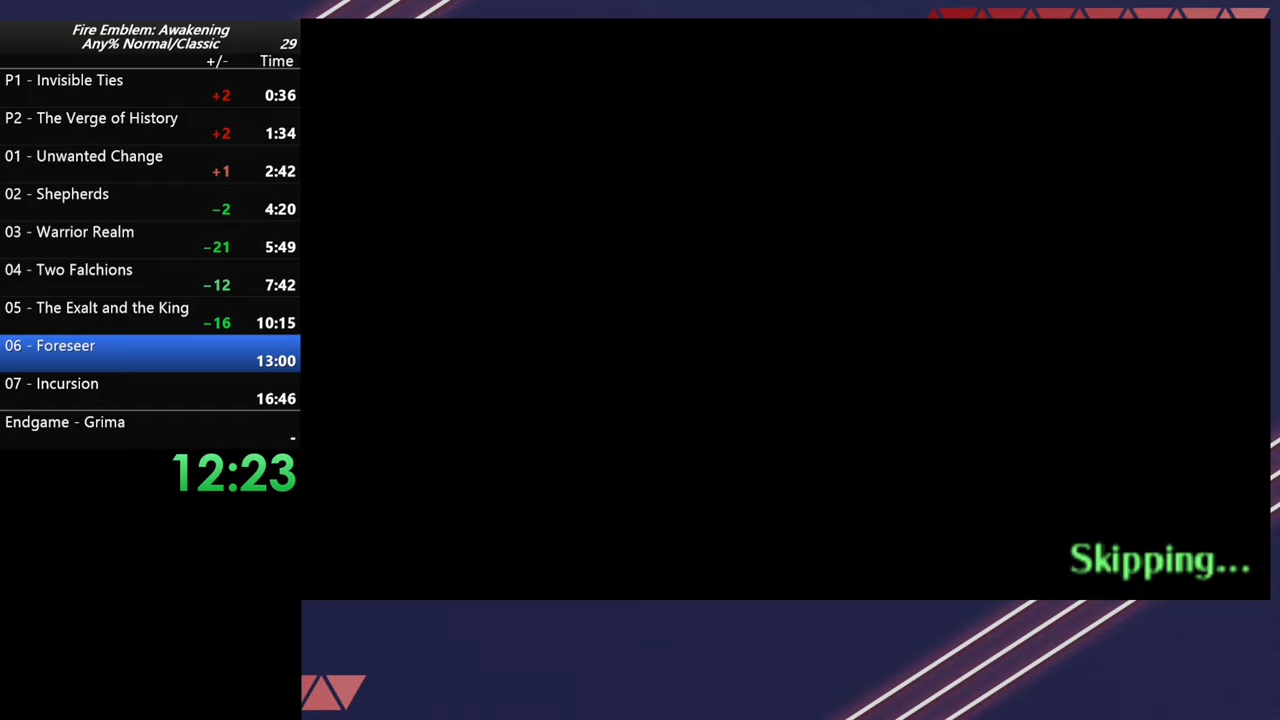 Fire Emblem: Awakening
Any% Normal/Classic 29
+/- Time
P1 - Invisible Ties
+2 0:36
P2 - The Verge of History
+2 1:34
01 - Unwanted Change
+1 2:42
02 - Shepherds
−2 4:20
03 - Warrior Realm
−21 5:49
04 - Two Falchions
−12 7:42
05 - The Exalt and the King
−16 10:15
06 - Foreseer
13:00
07 - Incursion
16:46
Endgame - Grima
-
12:23
Skipping...